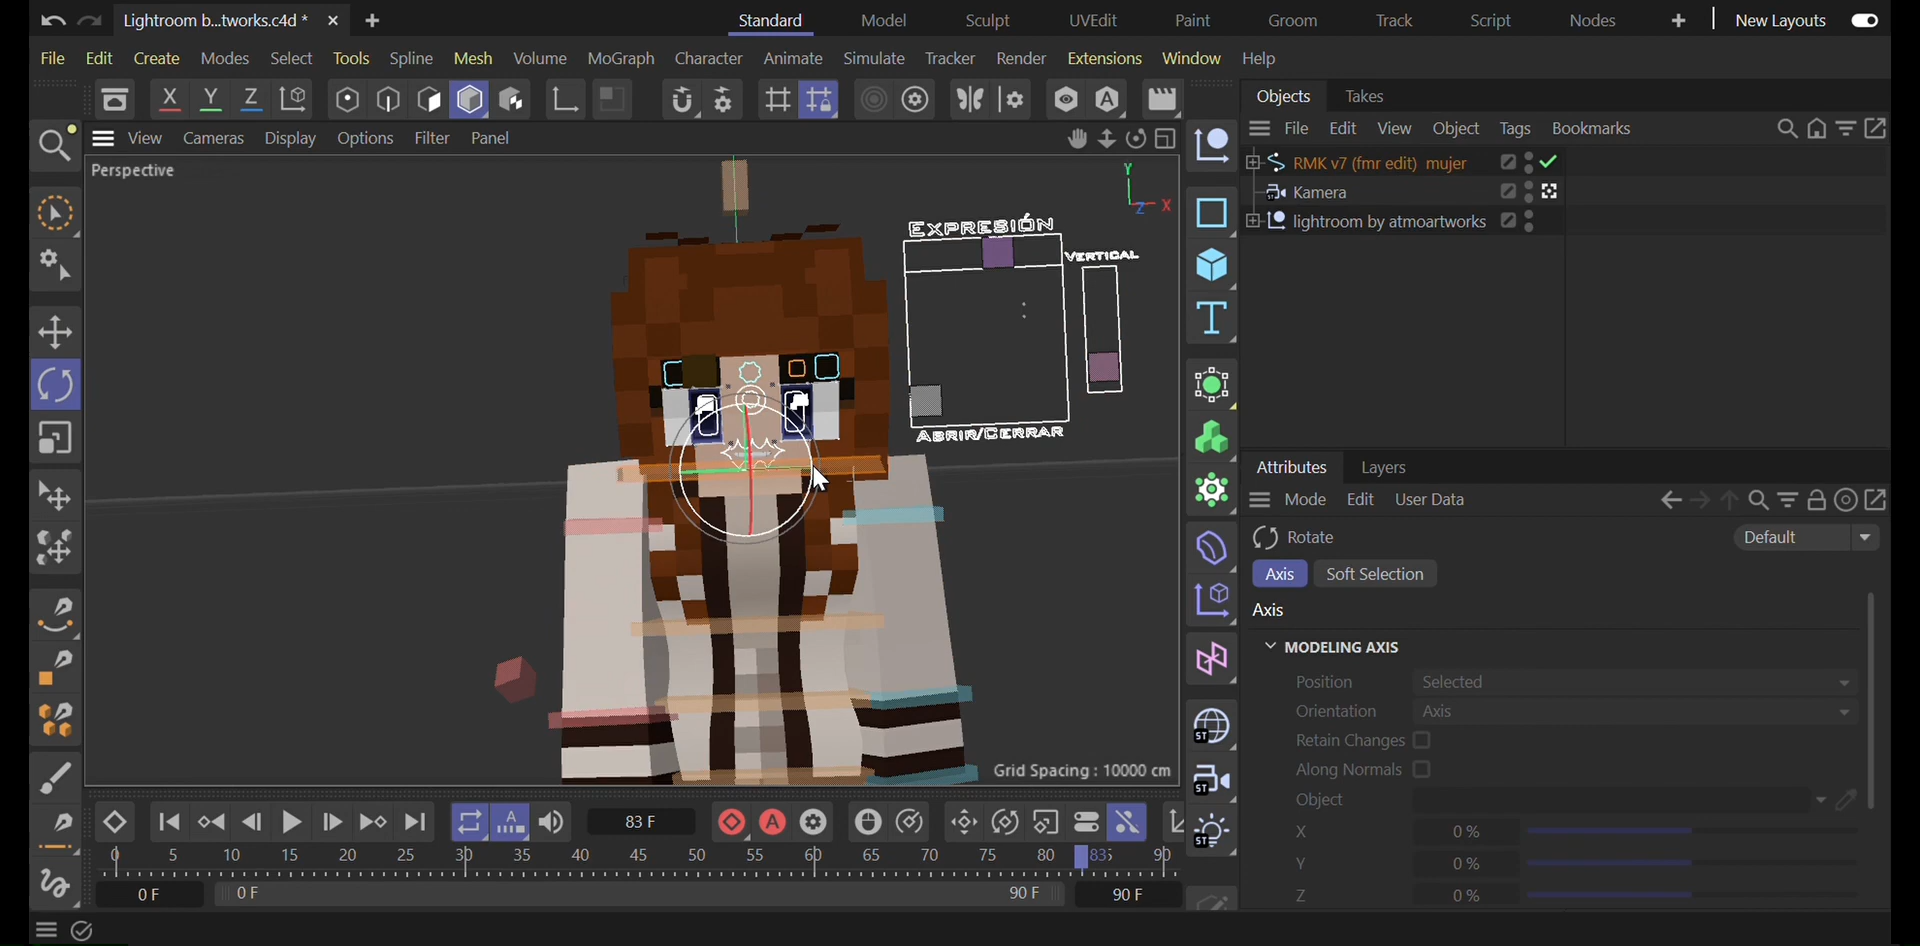 Lightroom b...tworks.c4d *
Standard Model Sculpt UVEdit Paint Groom Track Script Nodes New Layouts
File Edit Create Modes Select Tools Spline Mesh Volume MoGraph Character Animate Simulate Tracker Render Extensions Window Help
X Y Z
View Cameras Display Options Filter Panel
Perspective
Y
X
Z
EXPRESIÓN
VERTICAL
ABRIR/CERRAR
Grid Spacing : 10000 cm
Objects Takes
File Edit View Object Tags Bookmarks
RMK v7 (fmr edit) mujer
Kamera
lightroom by atmoartworks
Attributes Layers
Mode Edit User Data
Rotate Default
Axis Soft Selection
Axis
MODELING AXIS
Position Selected
Orientation Axis
Retain Changes
Along Normals
Object
X 0 %
Y 0 %
Z 0 %
ST
ST
ST
83 F
0 5 10 15 20 25 30 35 40 45 50 55 60 65 70 75 80 835 90
0 F 0 F 90 F 90 F